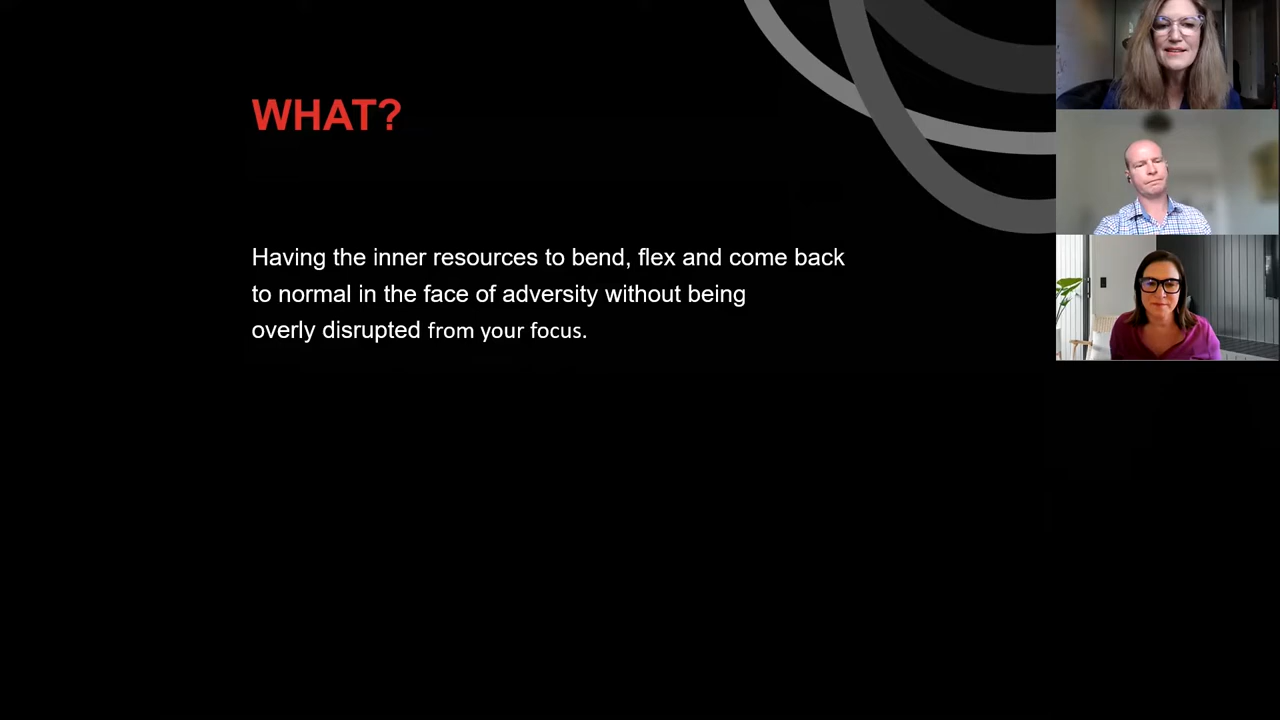 WHAT?
Having the inner resources to bend, flex and come back
to normal in the face of adversity without being
overly disrupted from your focus.